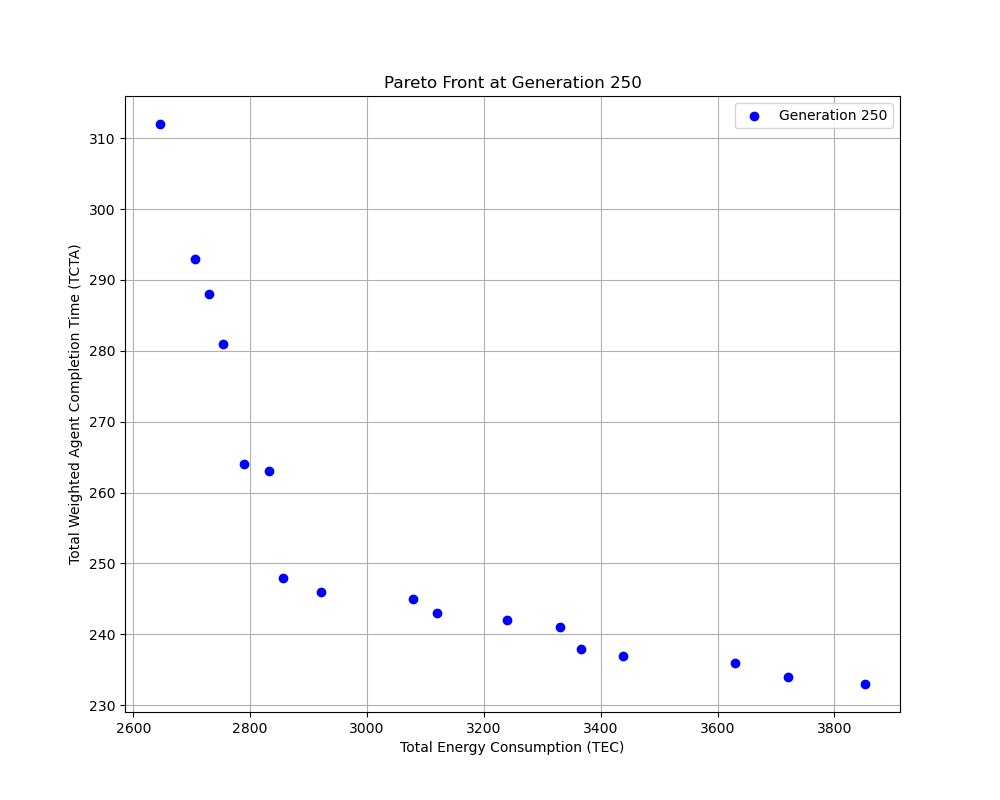 Pareto Front at Generation 250
Generation 250
Total Weighted Agent Completion Time (TCTA)
310
300
290
280
270
260
250
240
230
2600 2800 3000 3200 3400 3600 3800
Total Energy Consumption (TEC)